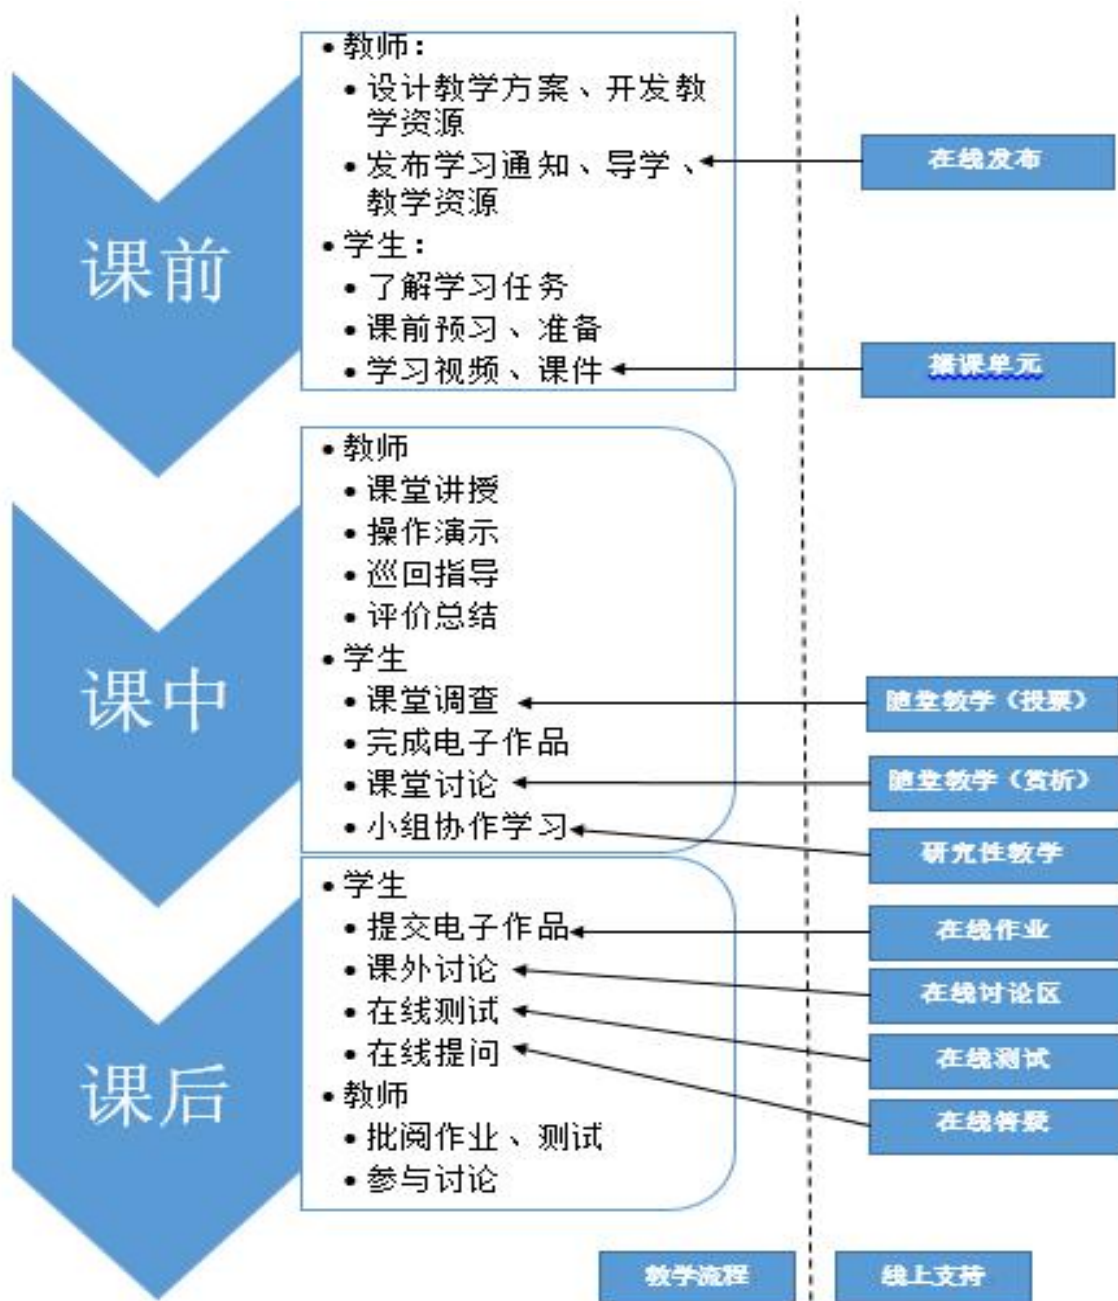 课前
教师：
设计教学方案、开发教
学资源
发布学习通知、导学、
教学资源
学生：
了解学习任务
课前预习、准备
学习视频、课件
在线发布
播课单元
课中
教师
课堂讲授
操作演示
巡回指导
评价总结
学生
课堂调查
完成电子作品
课堂讨论
小组协作学习
随堂教学（投票）
随堂教学（赏析）
研究性教学
课后
学生
提交电子作品
课外讨论
在线测试
在线提问
教师
批阅作业、测试
参与讨论
在线作业
在线讨论区
在线测试
在线答疑
教学流程
线上支持